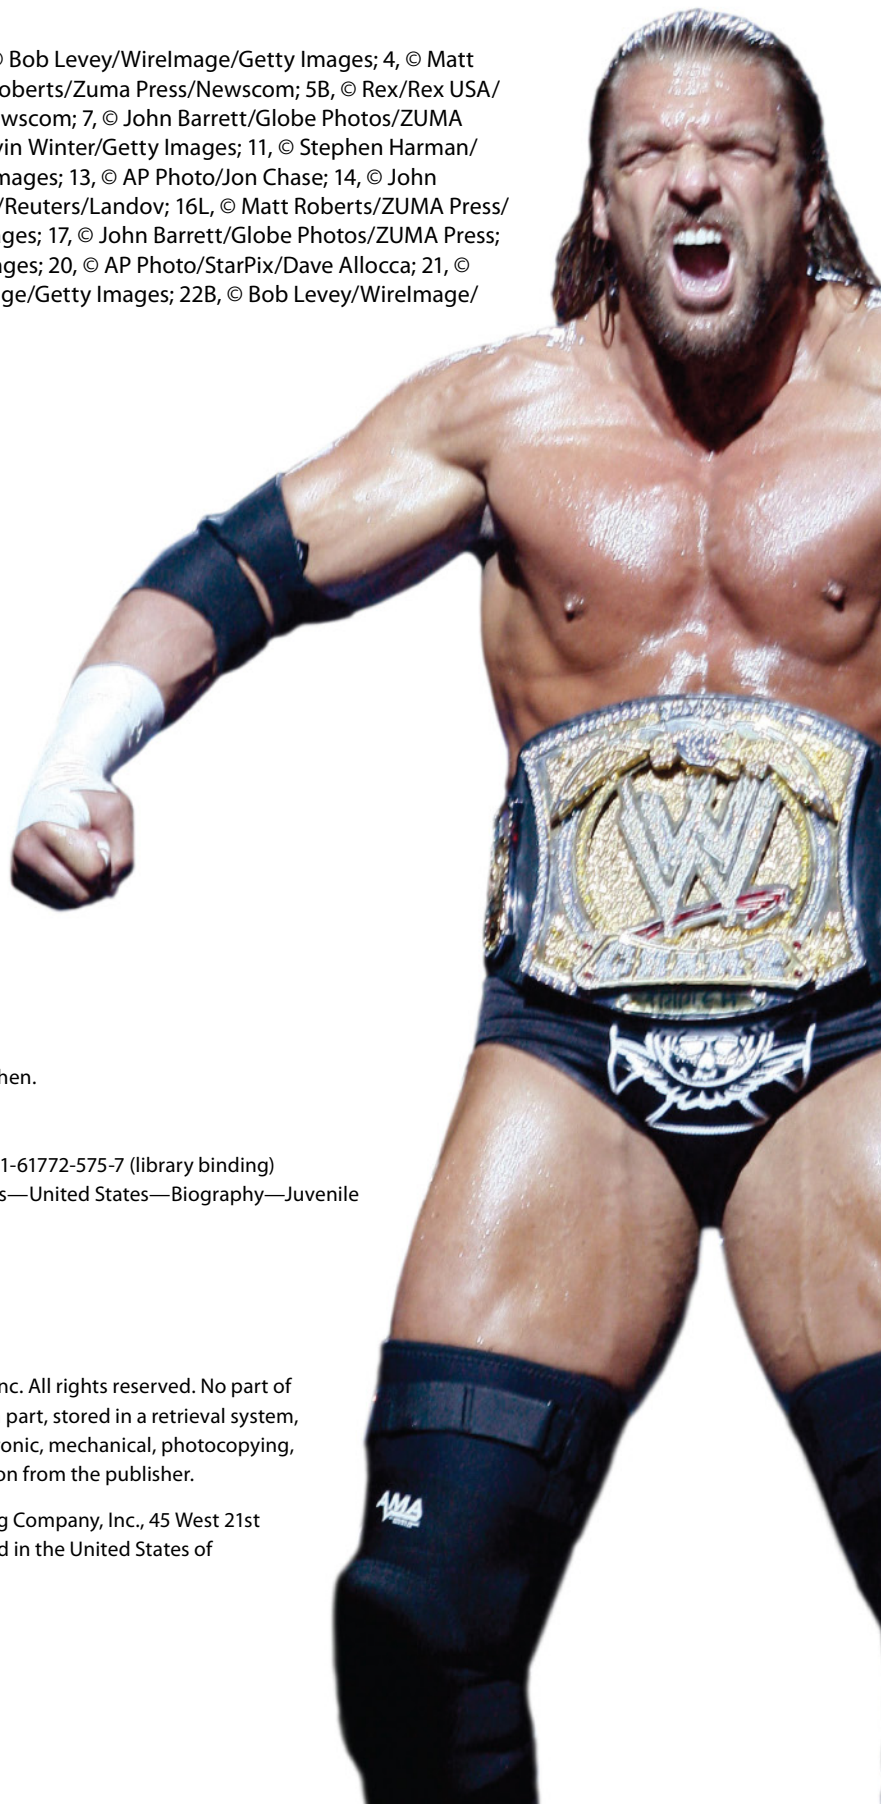 © Bob Levey/WireImage/Getty Images; 4, © Matt
oberts/Zuma Press/Newscom; 5B, © Rex/Rex USA/
wscom; 7, © John Barrett/Globe Photos/ZUMA
vin Winter/Getty Images; 11, © Stephen Harman/
mages; 13, © AP Photo/Jon Chase; 14, © John
/Reuters/Landov; 16L, © Matt Roberts/ZUMA Press/
ges; 17, © John Barrett/Globe Photos/ZUMA Press;
ages; 20, © AP Photo/StarPix/Dave Allocca; 21, ©
ge/Getty Images; 22B, © Bob Levey/WireImage/
W
CHAMP
hen.
1-61772-575-7 (library binding)
s—United States—Biography—Juvenile
nc. All rights reserved. No part of
part, stored in a retrieval system,
ronic, mechanical, photocopying,
on from the publisher.
g Company, Inc., 45 West 21st
d in the United States of
AMA